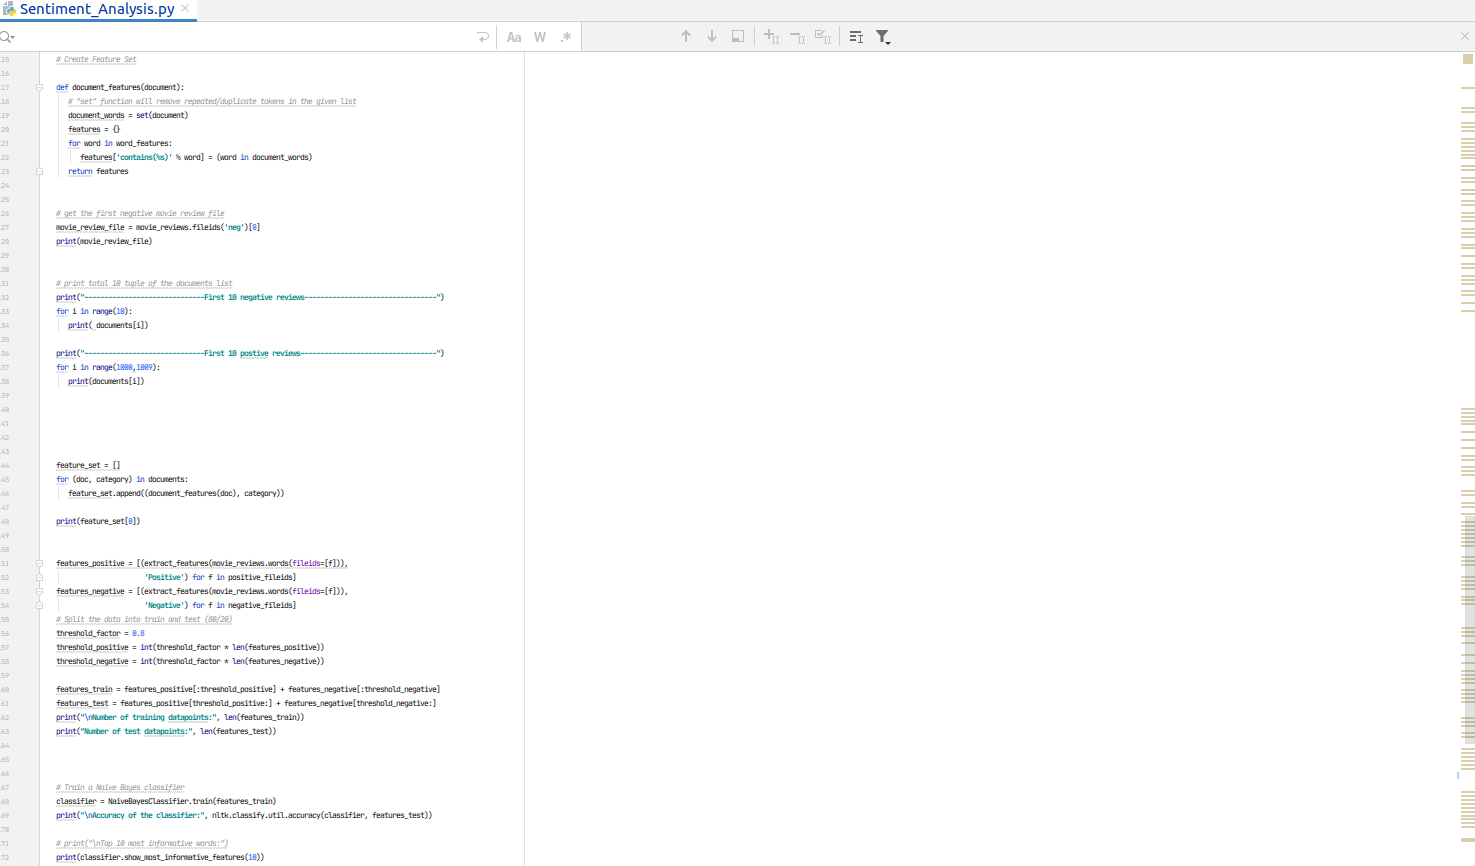 Sentiment_Analysis.py
Aa W .*
15 # Create Feature Set
16
17 def document_features(document):
18 # "set" function will remove repeated/duplicate tokens in the given list
19 document_words = set(document)
20 features = {}
21 for word in word_features:
22 features['contains(%s)' % word] = (word in document_words)
23 return features
24
25
26 # get the first negative movie review file
27 movie_review_file = movie_reviews.fileids('neg')[0]
28 print(movie_review_file)
29
30
31 # print total 10 tuple of the documents list
32 print("------------------------------First 10 negative reviews---------------------------------")
33 for i in range(10):
34 print( documents[i])
35
36 print("------------------------------First 10 postive reviews----------------------------------")
37 for i in range(1000,1009):
38 print(documents[i])
39
40
41
42
43
44 feature_set = []
45 for (doc, category) in documents:
46 feature_set.append((document_features(doc), category))
47
48 print(feature_set[0])
49
50
51 features_positive = [(extract_features(movie_reviews.words(fileids=[f])),
52 'Positive') for f in positive_fileids]
53 features_negative = [(extract_features(movie_reviews.words(fileids=[f])),
54 'Negative') for f in negative_fileids]
55 # Split the data into train and test (80/20)
56 threshold_factor = 0.8
57 threshold_positive = int(threshold_factor * len(features_positive))
58 threshold_negative = int(threshold_factor * len(features_negative))
59
60 features_train = features_positive[:threshold_positive] + features_negative[:threshold_negative]
61 features_test = features_positive[threshold_positive:] + features_negative[threshold_negative:]
62 print("\nNumber of training datapoints:", len(features_train))
63 print("Number of test datapoints:", len(features_test))
64
65
66
67 # Train a Naive Bayes classifier
68 classifier = NaiveBayesClassifier.train(features_train)
69 print("\nAccuracy of the classifier:", nltk.classify.util.accuracy(classifier, features_test))
70
71 # print("\nTop 10 most informative words:")
72 print(classifier.show_most_informative_features(10))